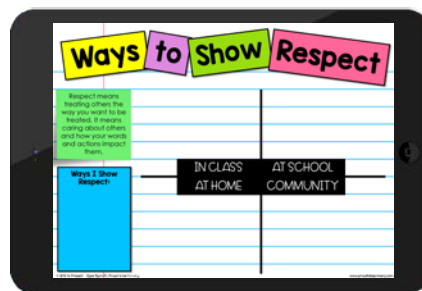 Ways to Show Respect
Respect means
treating others the
way you want to be
treated. It means
caring about others
and how your words
and actions impact
them.
Ways I Show
Respect:
IN CLASS
AT SCHOOL
AT HOME
COMMUNITY